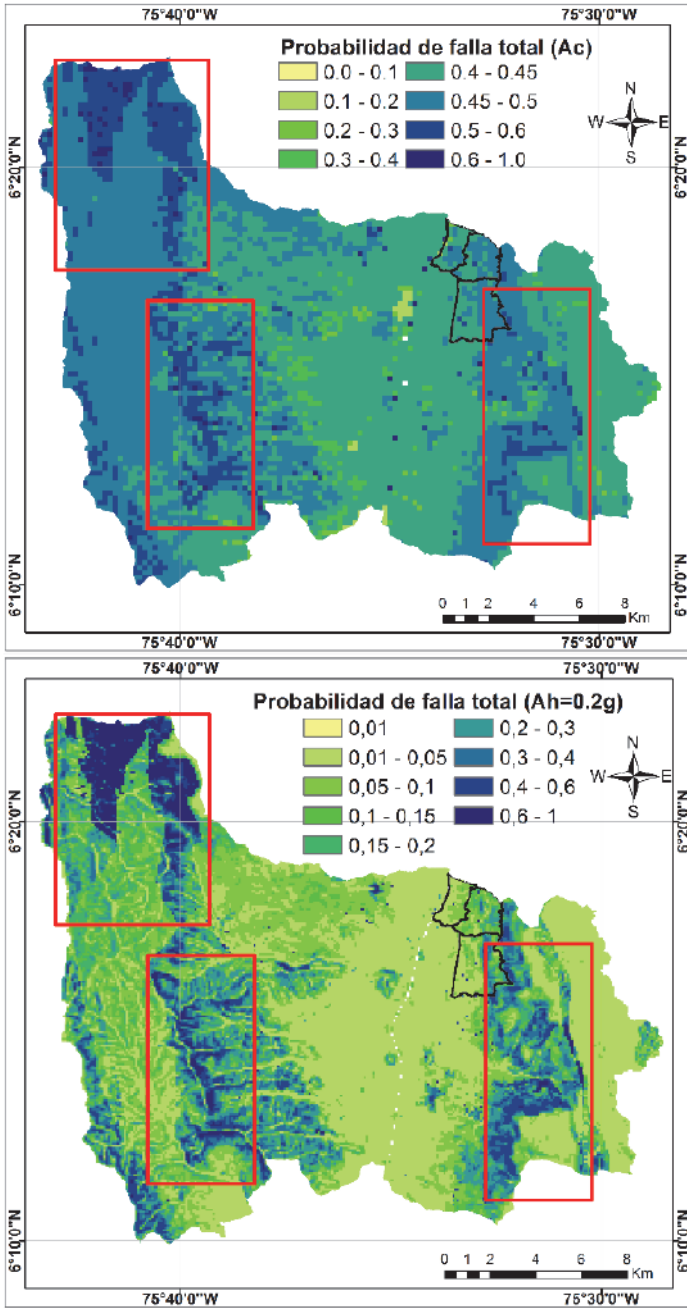 75°40'0"W 75°30'0"W
Probabilidad de falla total (Ac)
0.0 - 0.1 0.4 - 0.45
0.1 - 0.2 0.45 - 0.5
0.2 - 0.3 0.5 - 0.6
0.3 - 0.4 0.6 - 1.0
N
W E
S
6°20'0"N 6°20'0"N
6°10'0"N 6°10'0"N
0 1 2 4 6 8
Km
75°40'0"W 75°30'0"W
75°40'0"W 75°30'0"W
Probabilidad de falla total (Ah=0.2g)
0,01 0,2 - 0,3
0,01 - 0,05 0,3 - 0,4
0,05 - 0,1 0,4 - 0,6
0,1 - 0,15 0,6 - 1
0,15 - 0,2
N
W E
S
6°20'0"N 6°20'0"N
6°10'0"N 6°10'0"N
0 1 2 4 6 8
Km
75°40'0"W 75°30'0"W